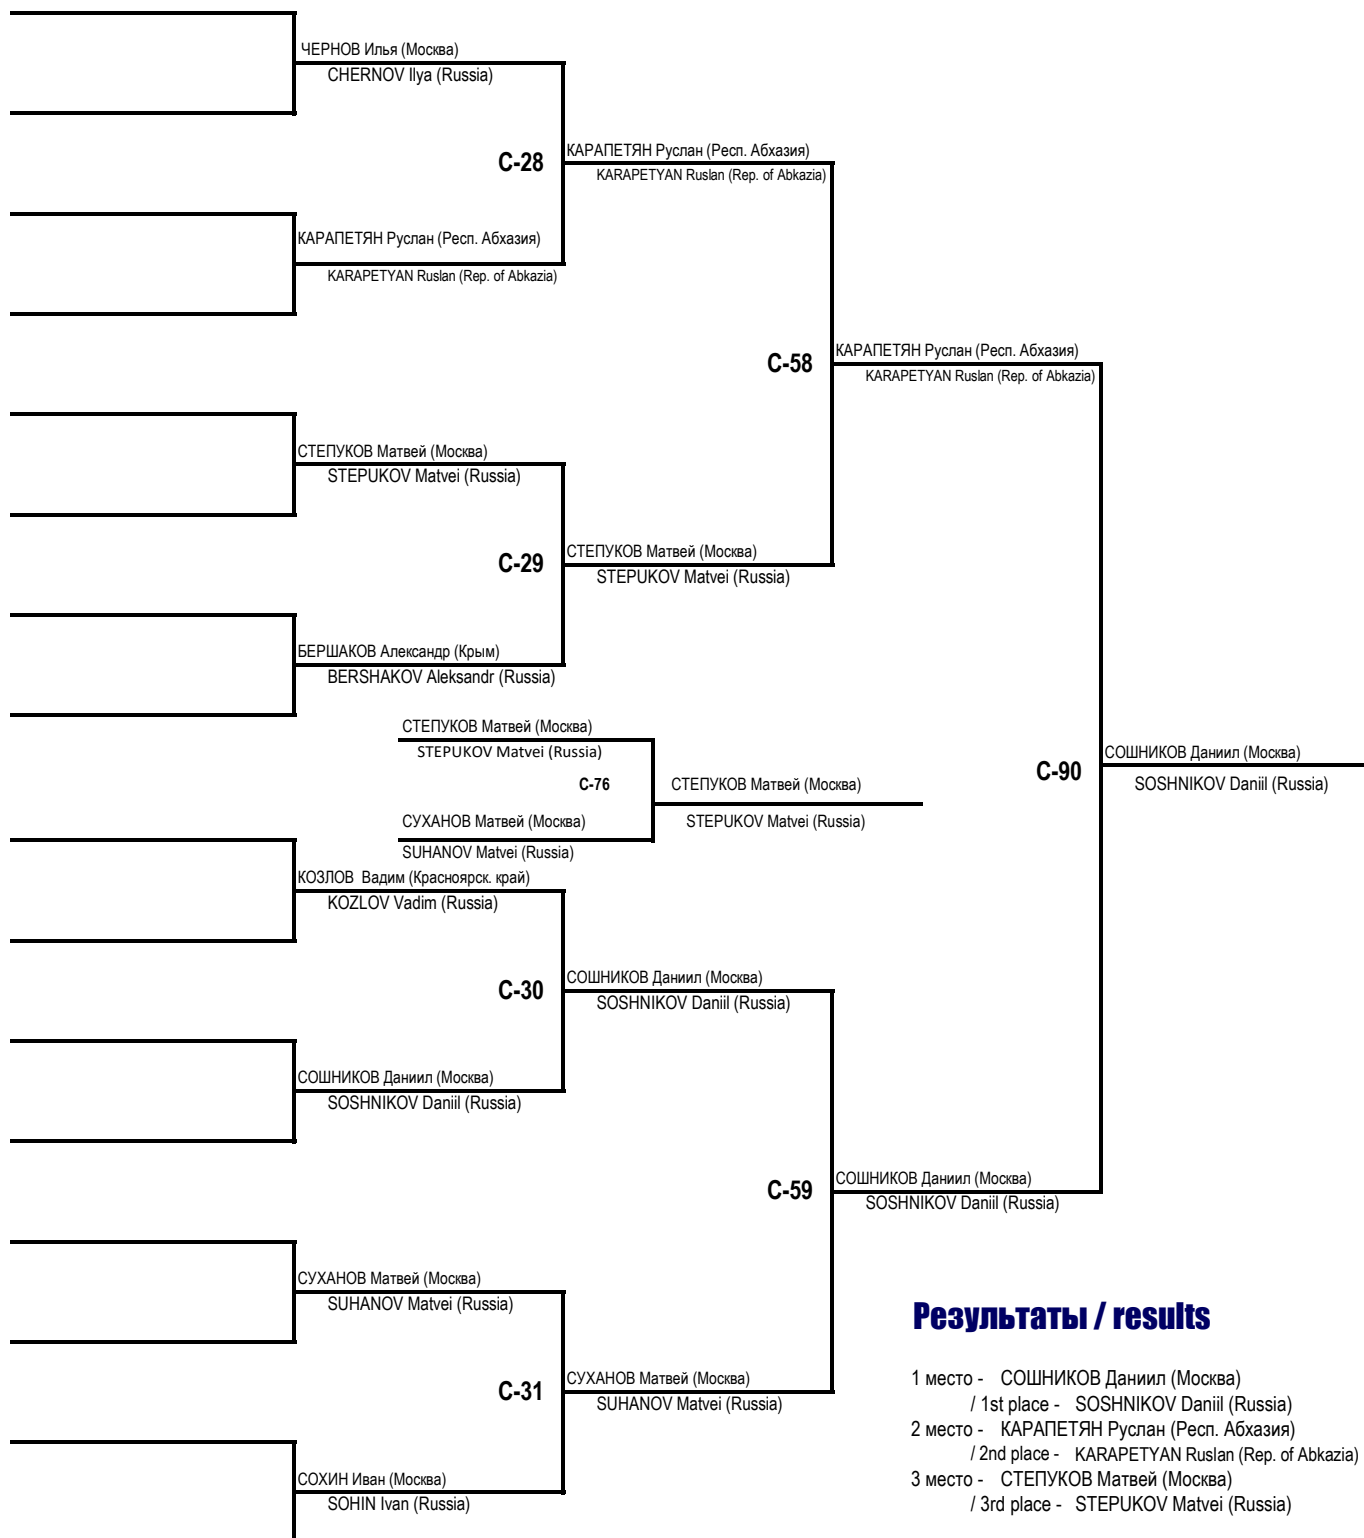 ЧЕРНОВ Илья (Москва)
CHERNOV Ilya (Russia)
C-28
КАРАПЕТЯН Руслан (Респ. Абхазия)
KARAPETYAN Ruslan (Rep. of Abkazia)
КАРАПЕТЯН Руслан (Респ. Абхазия)
KARAPETYAN Ruslan (Rep. of Abkazia)
C-58
КАРАПЕТЯН Руслан (Респ. Абхазия)
KARAPETYAN Ruslan (Rep. of Abkazia)
СТЕПУКОВ Матвей (Москва)
STEPUKOV Matvei (Russia)
C-29
СТЕПУКОВ Матвей (Москва)
STEPUKOV Matvei (Russia)
БЕРШАКОВ Александр (Крым)
BERSHAKOV Aleksandr (Russia)
СТЕПУКОВ Матвей (Москва)
STEPUKOV Matvei (Russia)
C-76
СТЕПУКОВ Матвей (Москва)
STEPUKOV Matvei (Russia)
C-90
СОШНИКОВ Даниил (Москва)
SOSHNIKOV Daniil (Russia)
СУХАНОВ Матвей (Москва)
SUHANOV Matvei (Russia)
КОЗЛОВ  Вадим (Красноярск. край)
KOZLOV Vadim (Russia)
C-30
СОШНИКОВ Даниил (Москва)
SOSHNIKOV Daniil (Russia)
СОШНИКОВ Даниил (Москва)
SOSHNIKOV Daniil (Russia)
C-59
СОШНИКОВ Даниил (Москва)
SOSHNIKOV Daniil (Russia)
СУХАНОВ Матвей (Москва)
SUHANOV Matvei (Russia)
C-31
СУХАНОВ Матвей (Москва)
SUHANOV Matvei (Russia)
СОХИН Иван (Москва)
SOHIN Ivan (Russia)
Результаты / results
1 место - СОШНИКОВ Даниил (Москва)
/ 1st place - SOSHNIKOV Daniil (Russia)
2 место - КАРАПЕТЯН Руслан (Респ. Абхазия)
/ 2nd place - KARAPETYAN Ruslan (Rep. of Abkazia)
3 место - СТЕПУКОВ Матвей (Москва)
/ 3rd place - STEPUKOV Matvei (Russia)